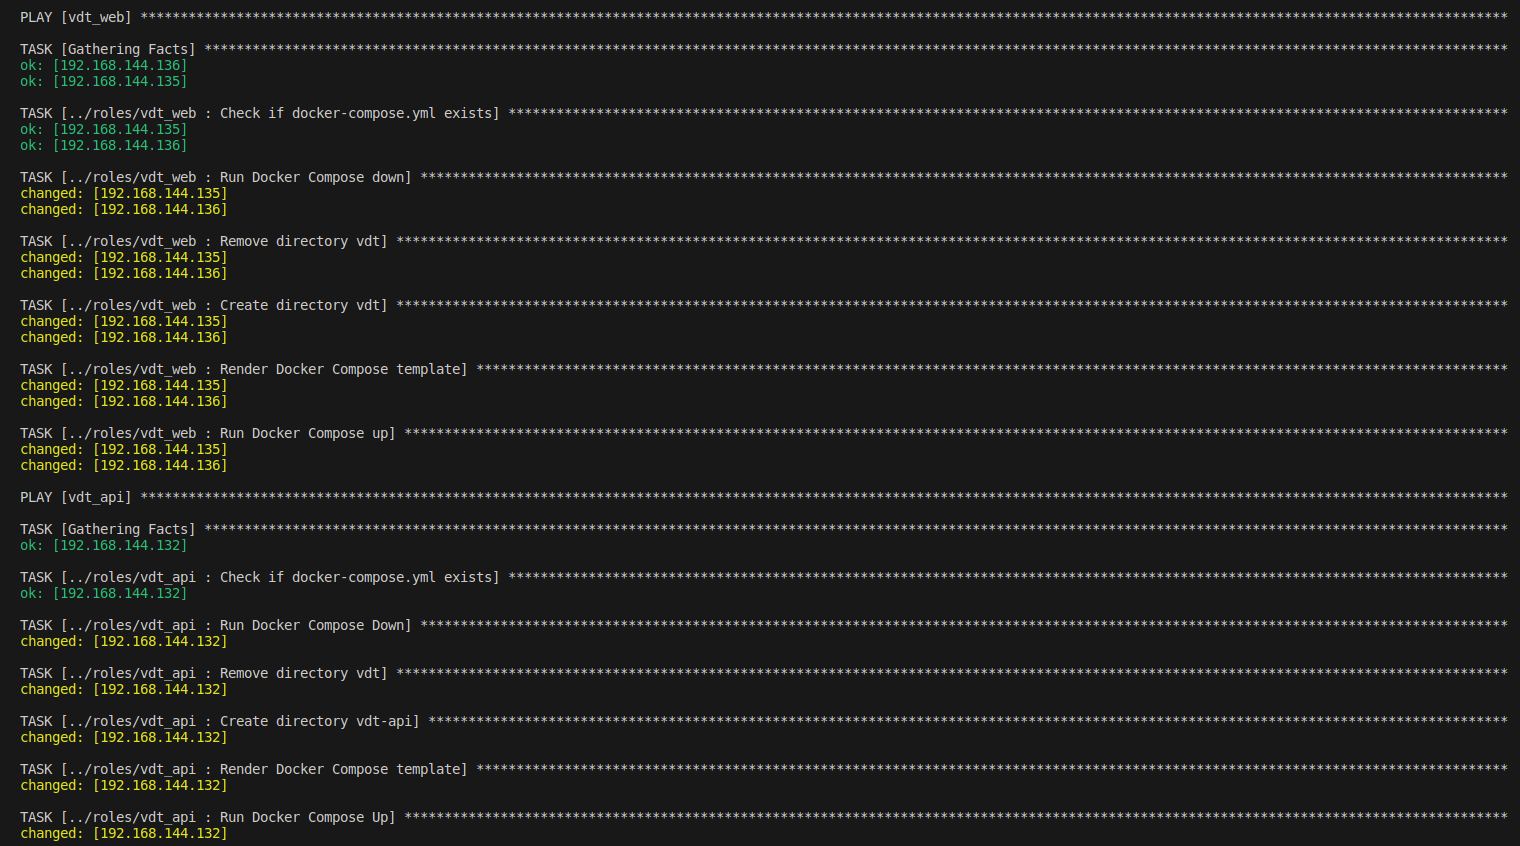 PLAY [vdt_web] ***************************************************************************************************************************************************************************
TASK [Gathering Facts] *******************************************************************************************************************************************************************
ok: [192.168.144.136]
ok: [192.168.144.135]
TASK [../roles/vdt_web : Check if docker-compose.yml exists] *****************************************************************************************************************************
ok: [192.168.144.135]
ok: [192.168.144.136]
TASK [../roles/vdt_web : Run Docker Compose down] ****************************************************************************************************************************************
changed: [192.168.144.135]
changed: [192.168.144.136]
TASK [../roles/vdt_web : Remove directory vdt] *******************************************************************************************************************************************
changed: [192.168.144.135]
changed: [192.168.144.136]
TASK [../roles/vdt_web : Create directory vdt] *******************************************************************************************************************************************
changed: [192.168.144.135]
changed: [192.168.144.136]
TASK [../roles/vdt_web : Render Docker Compose template] *********************************************************************************************************************************
changed: [192.168.144.135]
changed: [192.168.144.136]
TASK [../roles/vdt_web : Run Docker Compose up] ******************************************************************************************************************************************
changed: [192.168.144.135]
changed: [192.168.144.136]
PLAY [vdt_api] ***************************************************************************************************************************************************************************
TASK [Gathering Facts] *******************************************************************************************************************************************************************
ok: [192.168.144.132]
TASK [../roles/vdt_api : Check if docker-compose.yml exists] *****************************************************************************************************************************
ok: [192.168.144.132]
TASK [../roles/vdt_api : Run Docker Compose Down] ****************************************************************************************************************************************
changed: [192.168.144.132]
TASK [../roles/vdt_api : Remove directory vdt] *******************************************************************************************************************************************
changed: [192.168.144.132]
TASK [../roles/vdt_api : Create directory vdt-api] ***************************************************************************************************************************************
changed: [192.168.144.132]
TASK [../roles/vdt_api : Render Docker Compose template] *********************************************************************************************************************************
changed: [192.168.144.132]
TASK [../roles/vdt_api : Run Docker Compose Up] ******************************************************************************************************************************************
changed: [192.168.144.132]